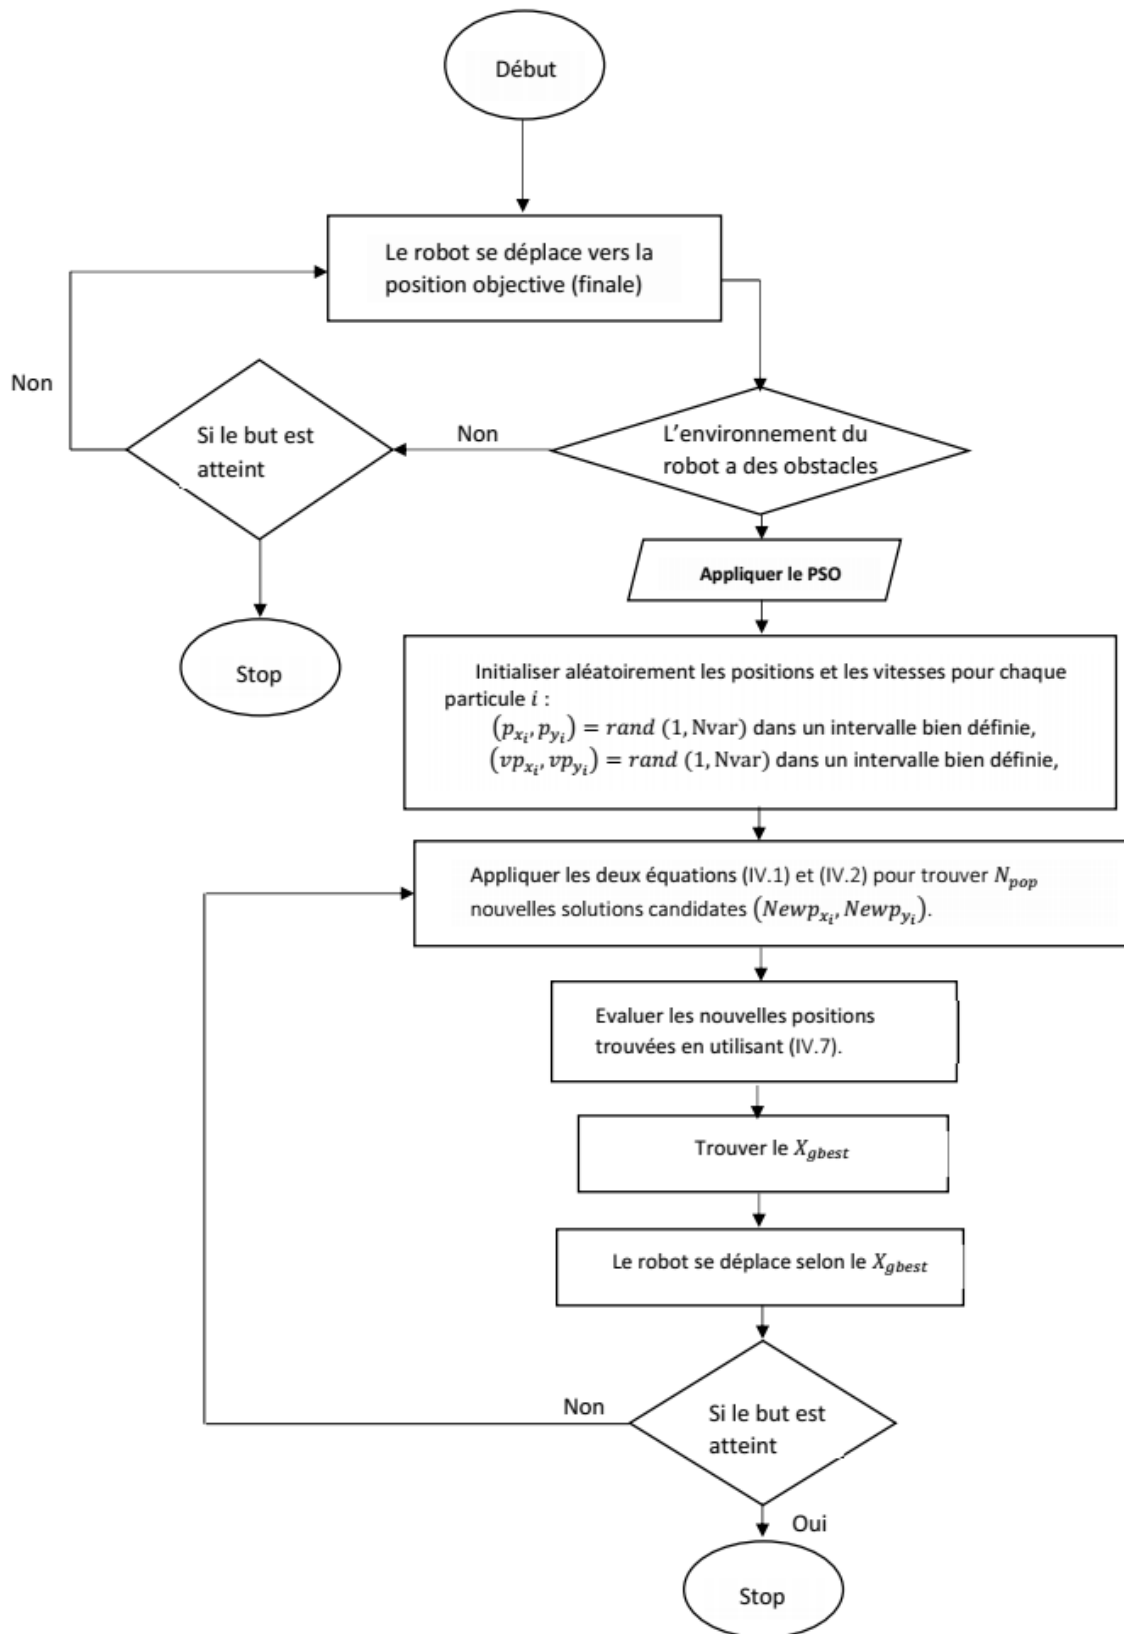 Début
Le robot se déplace vers la
position objective (finale)
Non
Si le but est
atteint
Non
L'environnement du
robot a des obstacles
Appliquer le PSO
Stop
Initialiser aléatoirement les positions et les vitesses pour chaque
particule i :
(p_{x_i}, p_{y_i}) = rand (1, Nvar) dans un intervalle bien définie,
(vp_{x_i}, vp_{y_i}) = rand (1, Nvar) dans un intervalle bien définie,
Appliquer les deux équations (IV.1) et (IV.2) pour trouver N_{pop}
nouvelles solutions candidates (Newp_{x_i}, Newp_{y_i}).
Evaluer les nouvelles positions
trouvées en utilisant (IV.7).
Trouver le X_{gbest}
Le robot se déplace selon le X_{gbest}
Non
Si le but est
atteint
Oui
Stop